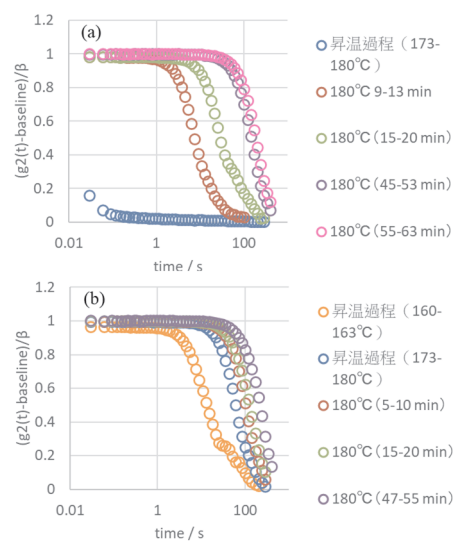 (a)
(g2(t)-baseline)/β
1.2
1
0.8
0.6
0.4
0.2
0
0.01
1
100
time / s
昇温過程（173-
180℃）
180℃ 9-13 min
180℃（15-20 min）
180℃（45-53 min）
180℃（55-63 min）
(b)
(g2(t)-baseline)/β
1.2
1
0.8
0.6
0.4
0.2
0
0.01
1
100
time / s
昇温過程（160-
163℃）
昇温過程（173-
180℃）
180℃（5-10 min）
180℃（15-20 min）
180℃（47-55 min）